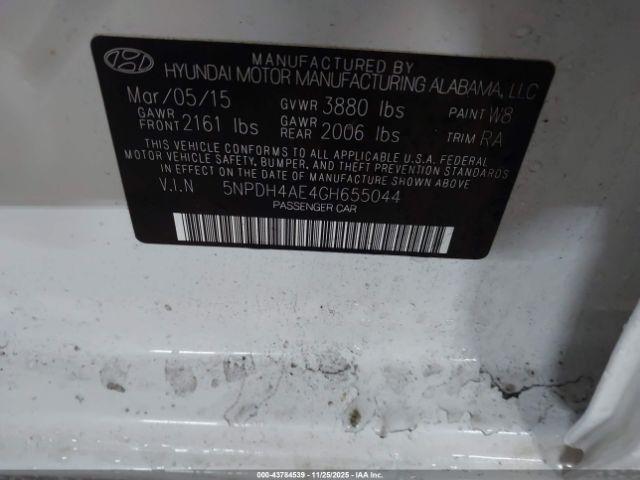 MANUFACTURED BY
HYUNDAI MOTOR MANUFACTURING ALABAMA, LLC
Mar/05/15 GVWR 3880 lbs PAINT W8
GAWR FRONT 2161 lbs GAWR REAR 2006 lbs TRIM RA
THIS VEHICLE CONFORMS TO ALL APPLICABLE U.S.A. FEDERAL
MOTOR VEHICLE SAFETY, BUMPER, AND THEFT PREVENTION STANDARDS
IN EFFECT ON THE DATE OF MANUFACTURE SHOWN ABOVE.
V.I.N 5NPDH4AE4GH655044
PASSENGER CAR
000-43784539 - 11/25/2025 - copart.com